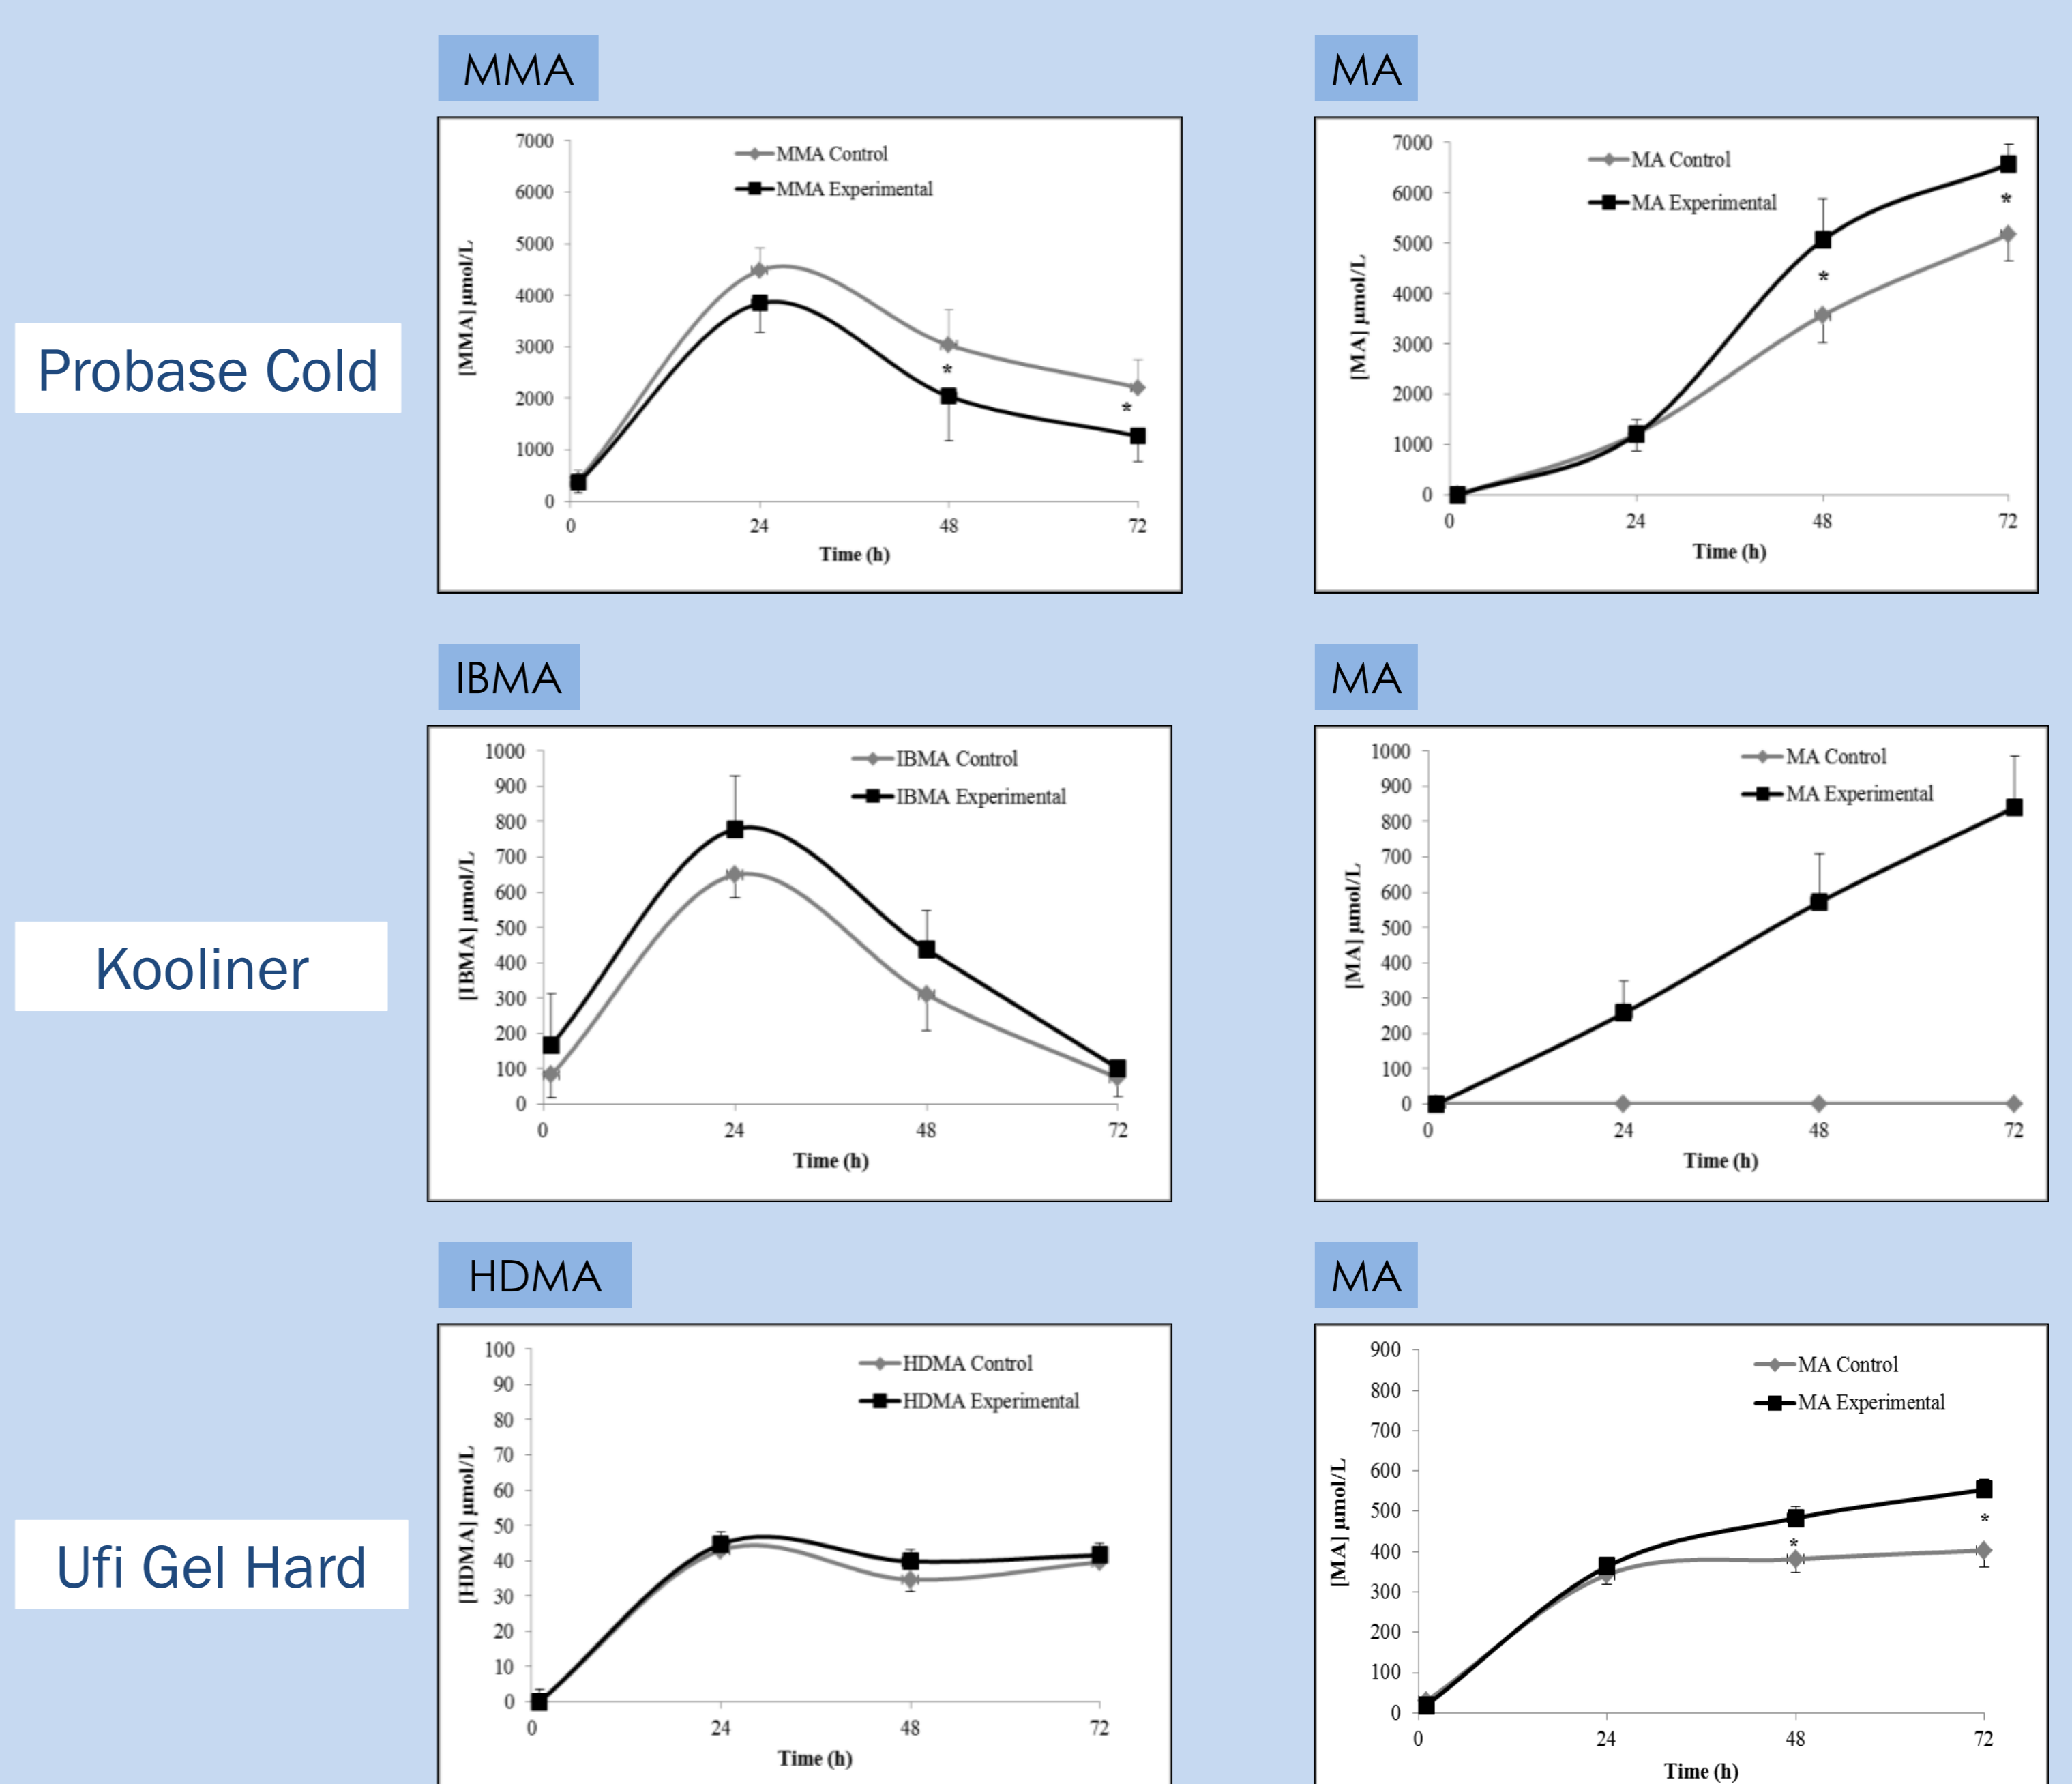 MMA
MA
7000
6000
5000
4000
3000
2000
1000
0
[MMA] µmol/L
MMA Control
MMA Experimental
*
*
0 24 48 72
Time (h)
7000
6000
5000
4000
3000
2000
1000
0
[MA] µmol/L
MA Control
MA Experimental
*
*
0 24 48 72
Time (h)
Probase Cold
IBMA
MA
1000
900
800
700
600
500
400
300
200
100
0
[IBMA] µmol/L
IBMA Control
IBMA Experimental
0 24 48 72
Time (h)
1000
900
800
700
600
500
400
300
200
100
0
[MA] µmol/L
MA Control
MA Experimental
0 24 48 72
Time (h)
Kooliner
HDMA
MA
100
90
80
70
60
50
40
30
20
10
0
[HDMA] µmol/L
HDMA Control
HDMA Experimental
0 24 48 72
Time (h)
900
800
700
600
500
400
300
200
100
0
[MA] µmol/L
MA Control
MA Experimental
*
*
0 24 48 72
Time (h)
Ufi Gel Hard